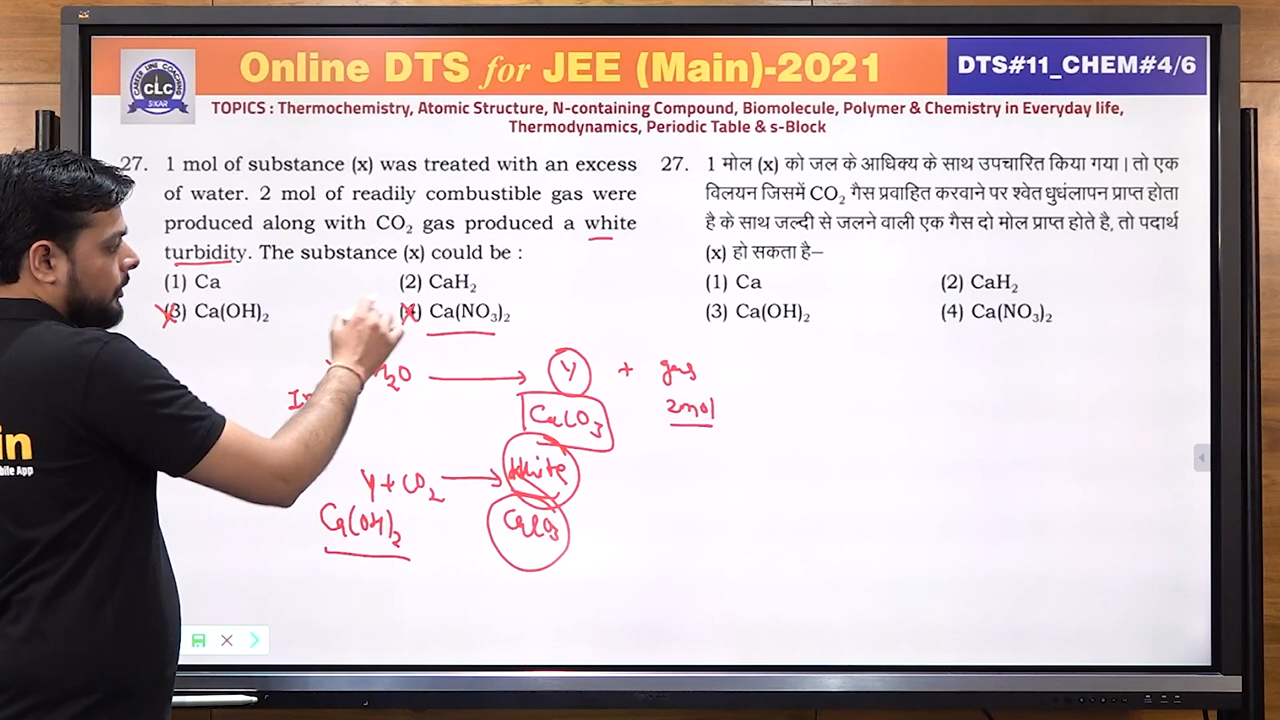 Online DTS for JEE (Main)-2021
DTS#11_CHEM#4/6
CAREER LINE COACHING
CLC
SIKAR
TOPICS : Thermochemistry, Atomic Structure, N-containing Compound, Biomolecule, Polymer & Chemistry in Everyday life,
Thermodynamics, Periodic Table & s-Block
27. 1 mol of substance (x) was treated with an excess
of water. 2 mol of readily combustible gas were
produced along with CO₂ gas produced a white
turbidity. The substance (x) could be :
(1) Ca (2) CaH₂
(3) Ca(OH)₂ (4) Ca(NO₃)₂
27. 1 मोल (x) को जल के आधिक्य के साथ उपचारित किया गया। तो एक
विलयन जिसमें CO₂ गैस प्रवाहित करवाने पर श्वेत धुधंलापन प्राप्त होता
है के साथ जल्दी से जलने वाली एक गैस दो मोल प्राप्त होते है, तो पदार्थ
(x) हो सकता है–
(1) Ca (2) CaH₂
(3) Ca(OH)₂ (4) Ca(NO₃)₂
H₂O → Y + gas
2mol
CaCO₃
Y + CO₂ → White
Ca(OH)₂ CaCO₃
in
bile App